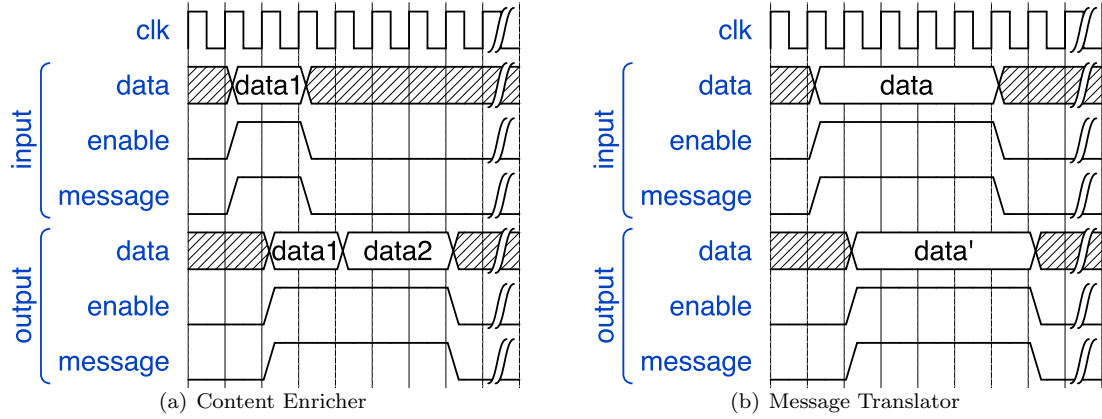 clk
input
data
data1
enable
message
output
data
data1
data2
enable
message
(a) Content Enricher
clk
input
data
data
enable
message
output
data
data'
enable
message
(b) Message Translator